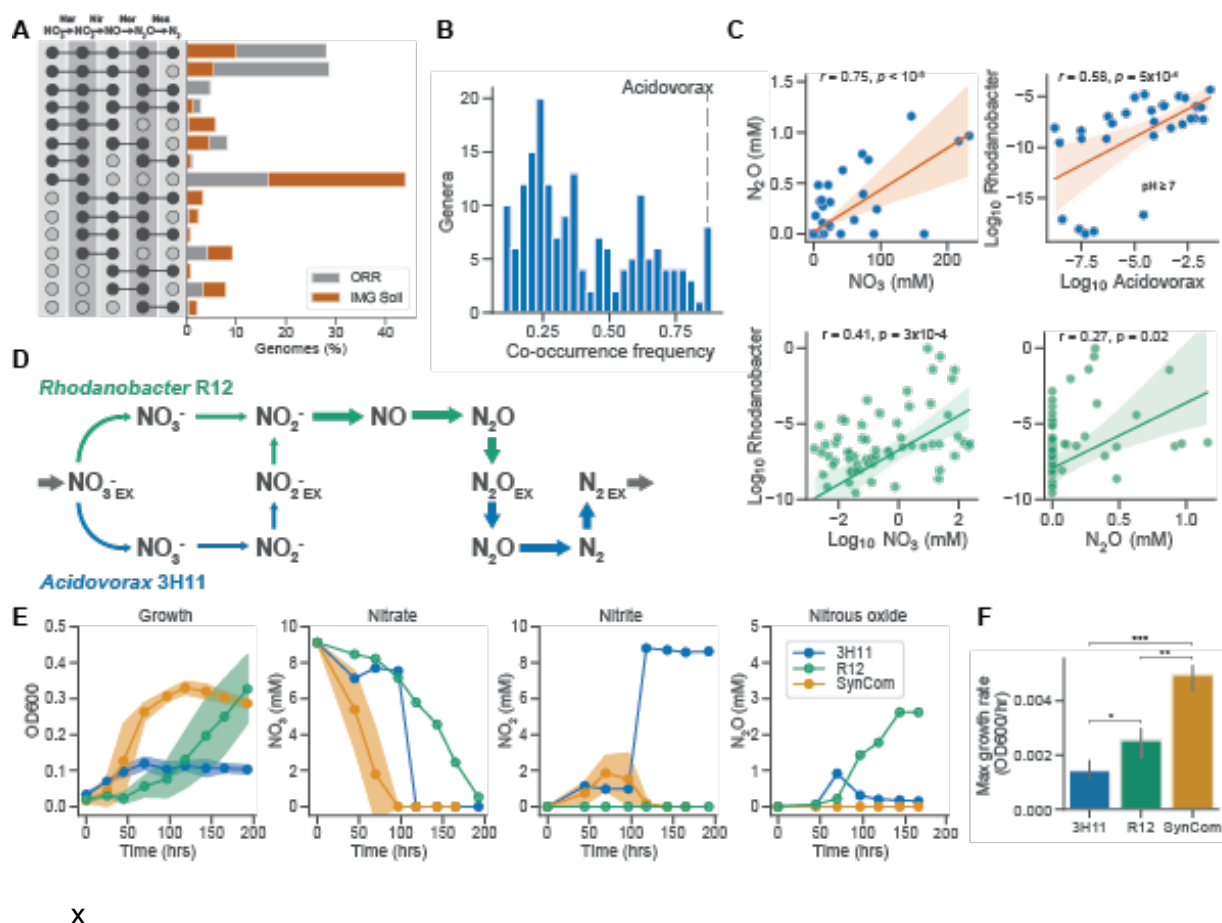 A
Nar Nir Nor Nos
NO3→NO2→NO→N2O→N2
ORR
IMG Soil
0 10 20 30 40
Genomes (%)
B
Acidovorax
Genera
20
15
10
5
0
0.25 0.50 0.75
Co-occurrence frequency
C
r = 0.75, p < 10
N2O (mM)
1.5
1.0
0.5
0.0
0 100 200
NO3 (mM)
r = 0.58, p = 5x10-4
Log10 Rhodanobacter
−5
−10
−15
pH ≥ 7
−7.5 −5.0 −2.5
Log10 Acidovorax
r = 0.41, p = 3x10-4
Log10 Rhodanobacter
0
−5
−10
−2 0 2
Log10 NO3 (mM)
r = 0.27, p = 0.02
0
−5
−10
0.0 0.5 1.0
N2O (mM)
D
Rhodanobacter R12
NO3- NO2- NO N2O
NO3 EX- NO2 EX- N2OEX N2 EX
NO3- NO2- N2O N2
Acidovorax 3H11
E
Growth
OD600
0.5
0.4
0.3
0.2
0.1
0.0
0 50 100 150 200
Time (hrs)
Nitrate
NO3 (mM)
10
8
6
4
2
0
0 50 100 150 200
Time (hrs)
Nitrite
NO2 (mM)
10
8
6
4
2
0
0 50 100 150 200
Time (hrs)
Nitrous oxide
N2O (mM)
5
4
3
2
1
0
3H11
R12
SynCom
0 50 100 150 200
Time (hrs)
F
***
**
*
Max growth rate
(OD600/hr)
0.004
0.002
0.000
3H11 R12 SynCom
x